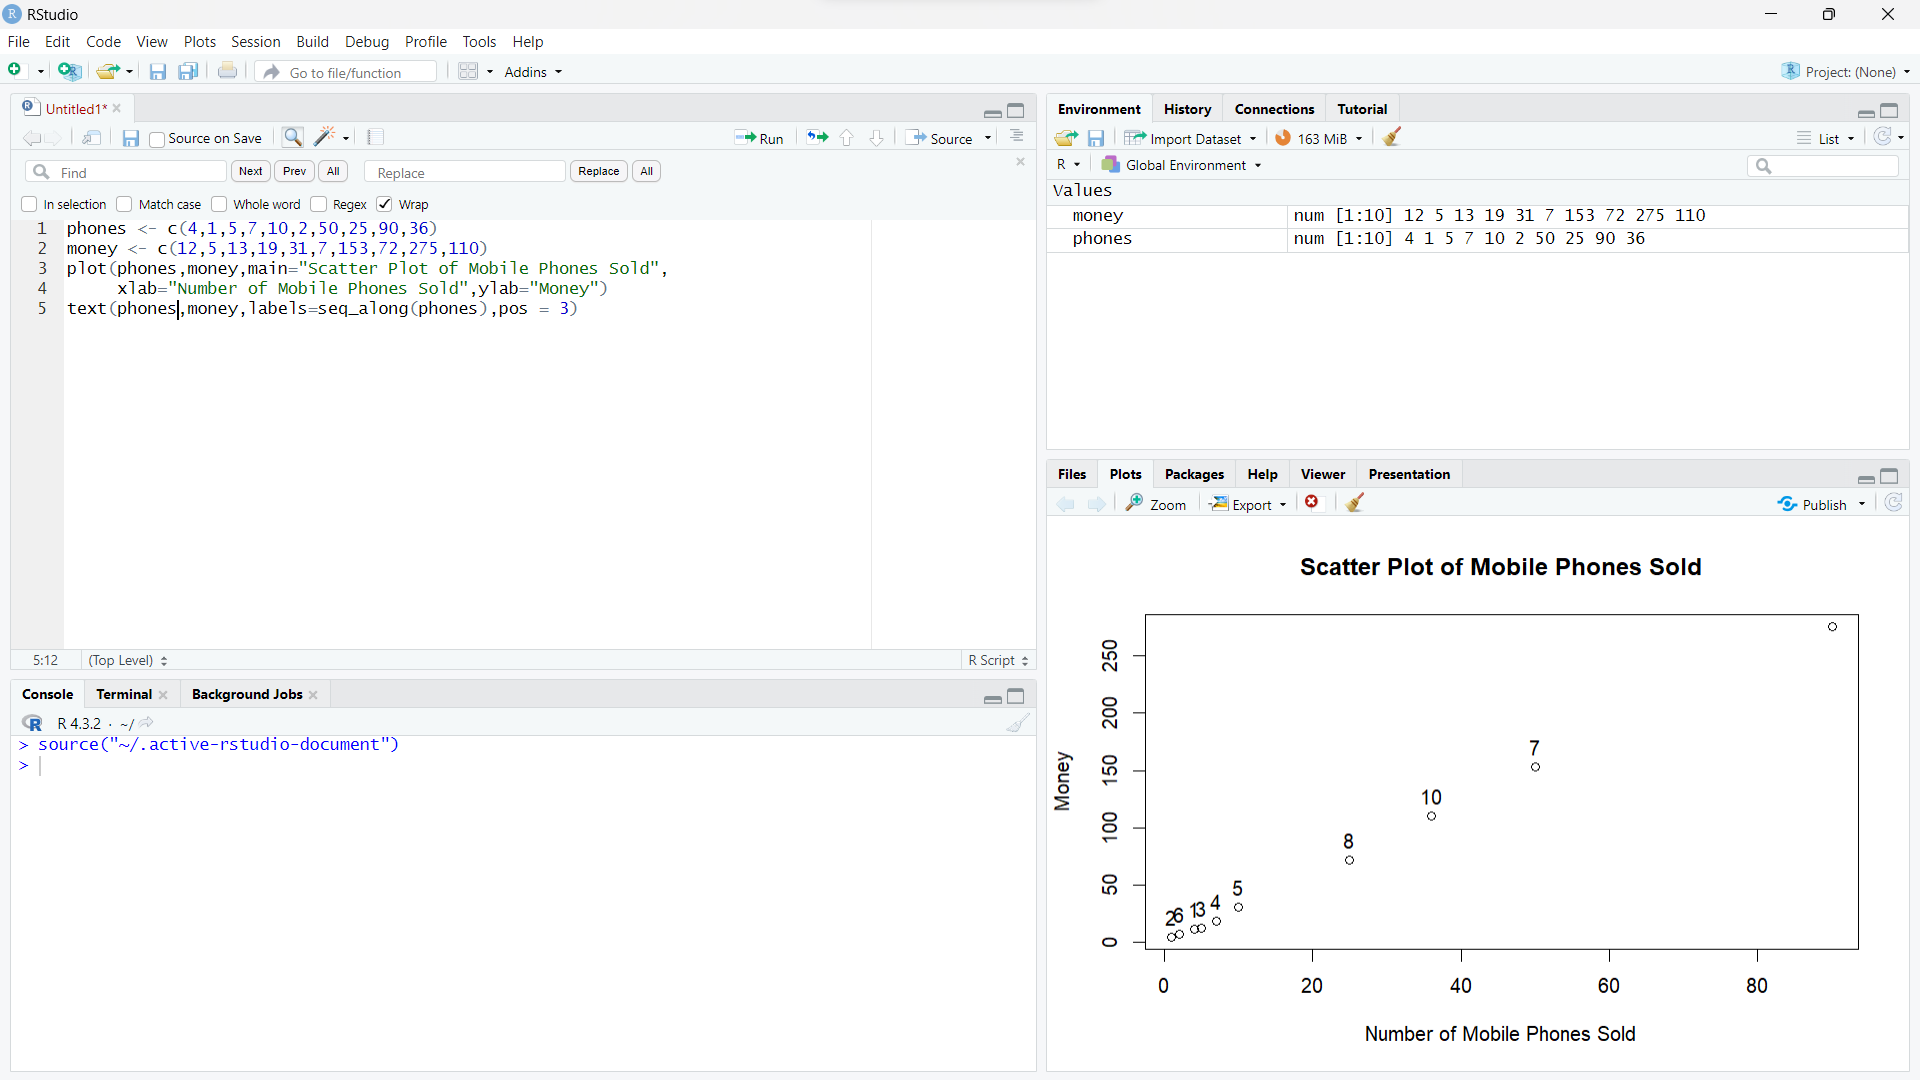 RStudio
File Edit Code View Plots Session Build Debug Profile Tools Help
Go to file/function Addins Project: (None)
Untitled1*
Source on Save Run Source
Find Next Prev All Replace Replace All
In selection Match case Whole word Regex Wrap
1 phones <- c(4,1,5,7,10,2,50,25,90,36)
2 money <- c(12,5,13,19,31,7,153,72,275,110)
3 plot(phones,money,main="Scatter Plot of Mobile Phones Sold",
4 xlab="Number of Mobile Phones Sold",ylab="Money")
5 text(phones,money,labels=seq_along(phones),pos = 3)
5:12 (Top Level) R Script
Console Terminal Background Jobs
R 4.3.2 · ~/
> source("~/.active-rstudio-document")
>
Environment History Connections Tutorial
Import Dataset 163 MiB List
R Global Environment
Values
money num [1:10] 12 5 13 19 31 7 153 72 275 110
phones num [1:10] 4 1 5 7 10 2 50 25 90 36
Files Plots Packages Help Viewer Presentation
Zoom Export Publish
Scatter Plot of Mobile Phones Sold
250
200
150
100
50
0
Money
7
10
8
5
2 6 1 3 4
0 20 40 60 80
Number of Mobile Phones Sold